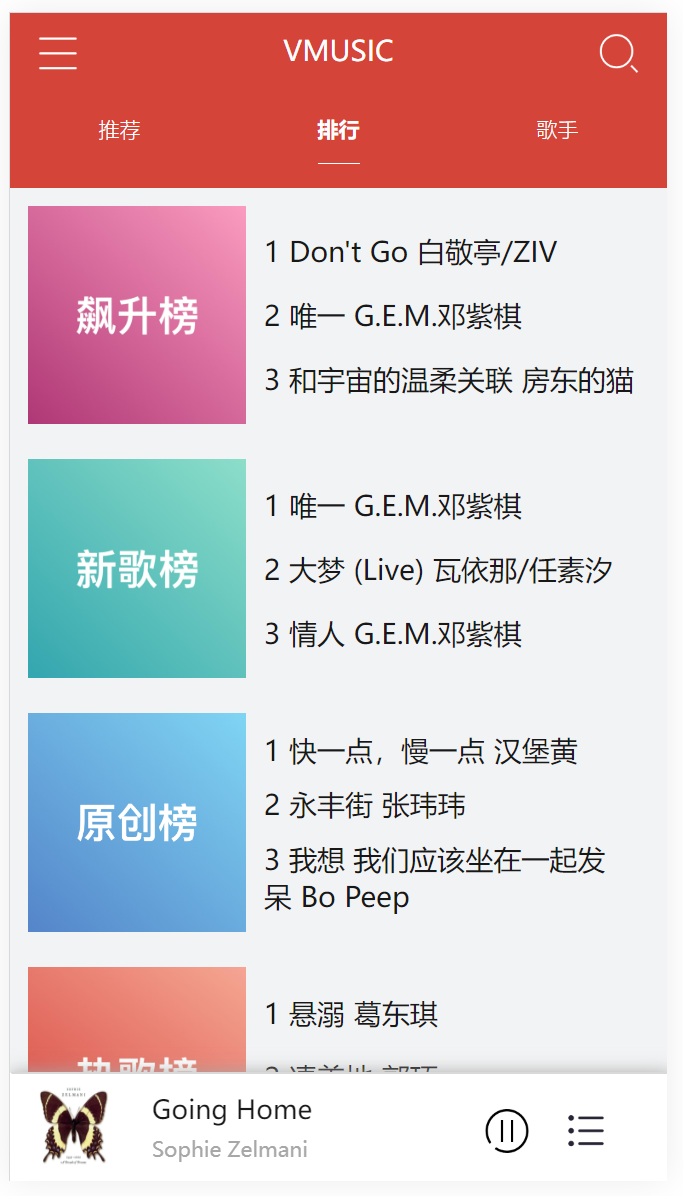 VMUSIC
推荐
排行
歌手
飙升榜
1 Don't Go 白敬亭/ZIV
2 唯一 G.E.M.邓紫棋
3 和宇宙的温柔关联 房东的猫
新歌榜
1 唯一 G.E.M.邓紫棋
2 大梦 (Live) 瓦依那/任素汐
3 情人 G.E.M.邓紫棋
原创榜
1 快一点，慢一点 汉堡黄
2 永丰街 张玮玮
3 我想 我们应该坐在一起发
呆 Bo Peep
热歌榜
1 悬溺 葛东琪
Going Home
Sophie Zelmani